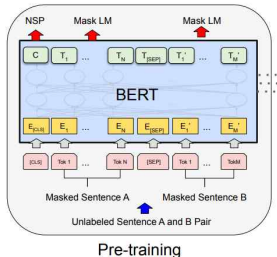 NSP Mask LM Mask LM
C T1 ... TN T[SEP] T1' ... TM'
BERT
E[CLS] E1 ... EN E[SEP] E1' ... EM'
[CLS] Tok 1 ... Tok N [SEP] Tok 1 ... TokM
Masked Sentence A Masked Sentence B
Unlabeled Sentence A and B Pair
Pre-training